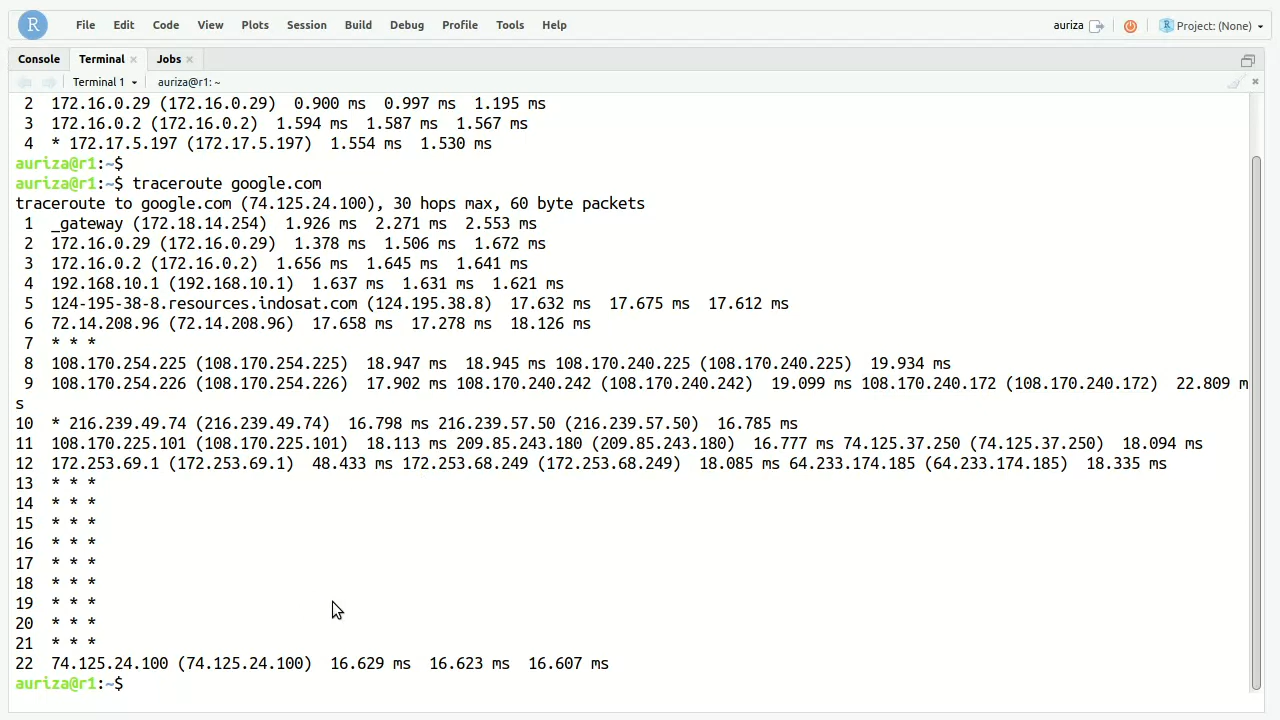 R File Edit Code View Plots Session Build Debug Profile Tools Help auriza R Project: (None)
Console Terminal Jobs
Terminal 1 auriza@r1: ~
2 172.16.0.29 (172.16.0.29) 0.900 ms 0.997 ms 1.195 ms
3 172.16.0.2 (172.16.0.2) 1.594 ms 1.587 ms 1.567 ms
4 * 172.17.5.197 (172.17.5.197) 1.554 ms 1.530 ms
auriza@r1:~$
auriza@r1:~$ traceroute google.com
traceroute to google.com (74.125.24.100), 30 hops max, 60 byte packets
1 _gateway (172.18.14.254) 1.926 ms 2.271 ms 2.553 ms
2 172.16.0.29 (172.16.0.29) 1.378 ms 1.506 ms 1.672 ms
3 172.16.0.2 (172.16.0.2) 1.656 ms 1.645 ms 1.641 ms
4 192.168.10.1 (192.168.10.1) 1.637 ms 1.631 ms 1.621 ms
5 124-195-38-8.resources.indosat.com (124.195.38.8) 17.632 ms 17.675 ms 17.612 ms
6 72.14.208.96 (72.14.208.96) 17.658 ms 17.278 ms 18.126 ms
7 * * *
8 108.170.254.225 (108.170.254.225) 18.947 ms 18.945 ms 108.170.240.225 (108.170.240.225) 19.934 ms
9 108.170.254.226 (108.170.254.226) 17.902 ms 108.170.240.242 (108.170.240.242) 19.099 ms 108.170.240.172 (108.170.240.172) 22.809 m
s
10 * 216.239.49.74 (216.239.49.74) 16.798 ms 216.239.57.50 (216.239.57.50) 16.785 ms
11 108.170.225.101 (108.170.225.101) 18.113 ms 209.85.243.180 (209.85.243.180) 16.777 ms 74.125.37.250 (74.125.37.250) 18.094 ms
12 172.253.69.1 (172.253.69.1) 48.433 ms 172.253.68.249 (172.253.68.249) 18.085 ms 64.233.174.185 (64.233.174.185) 18.335 ms
13 * * *
14 * * *
15 * * *
16 * * *
17 * * *
18 * * *
19 * * *
20 * * *
21 * * *
22 74.125.24.100 (74.125.24.100) 16.629 ms 16.623 ms 16.607 ms
auriza@r1:~$